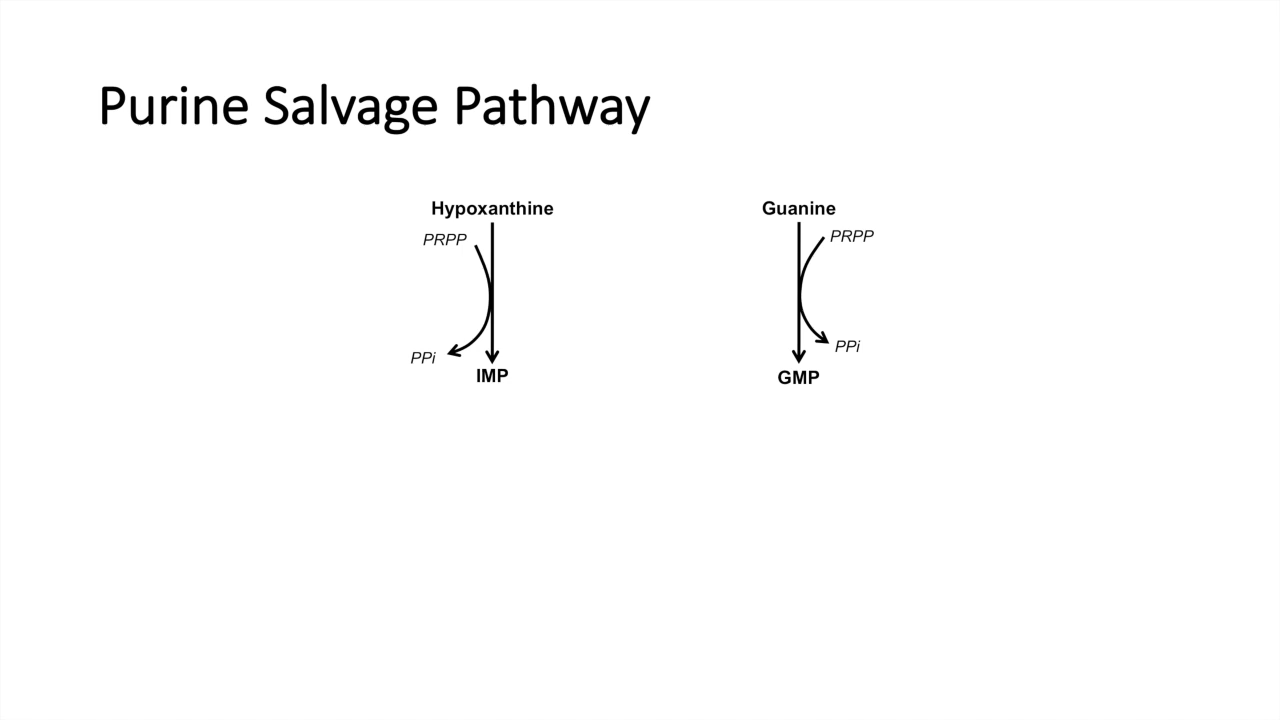 Purine Salvage Pathway
Hypoxanthine
PRPP
PPi
IMP
Guanine
PRPP
PPi
GMP